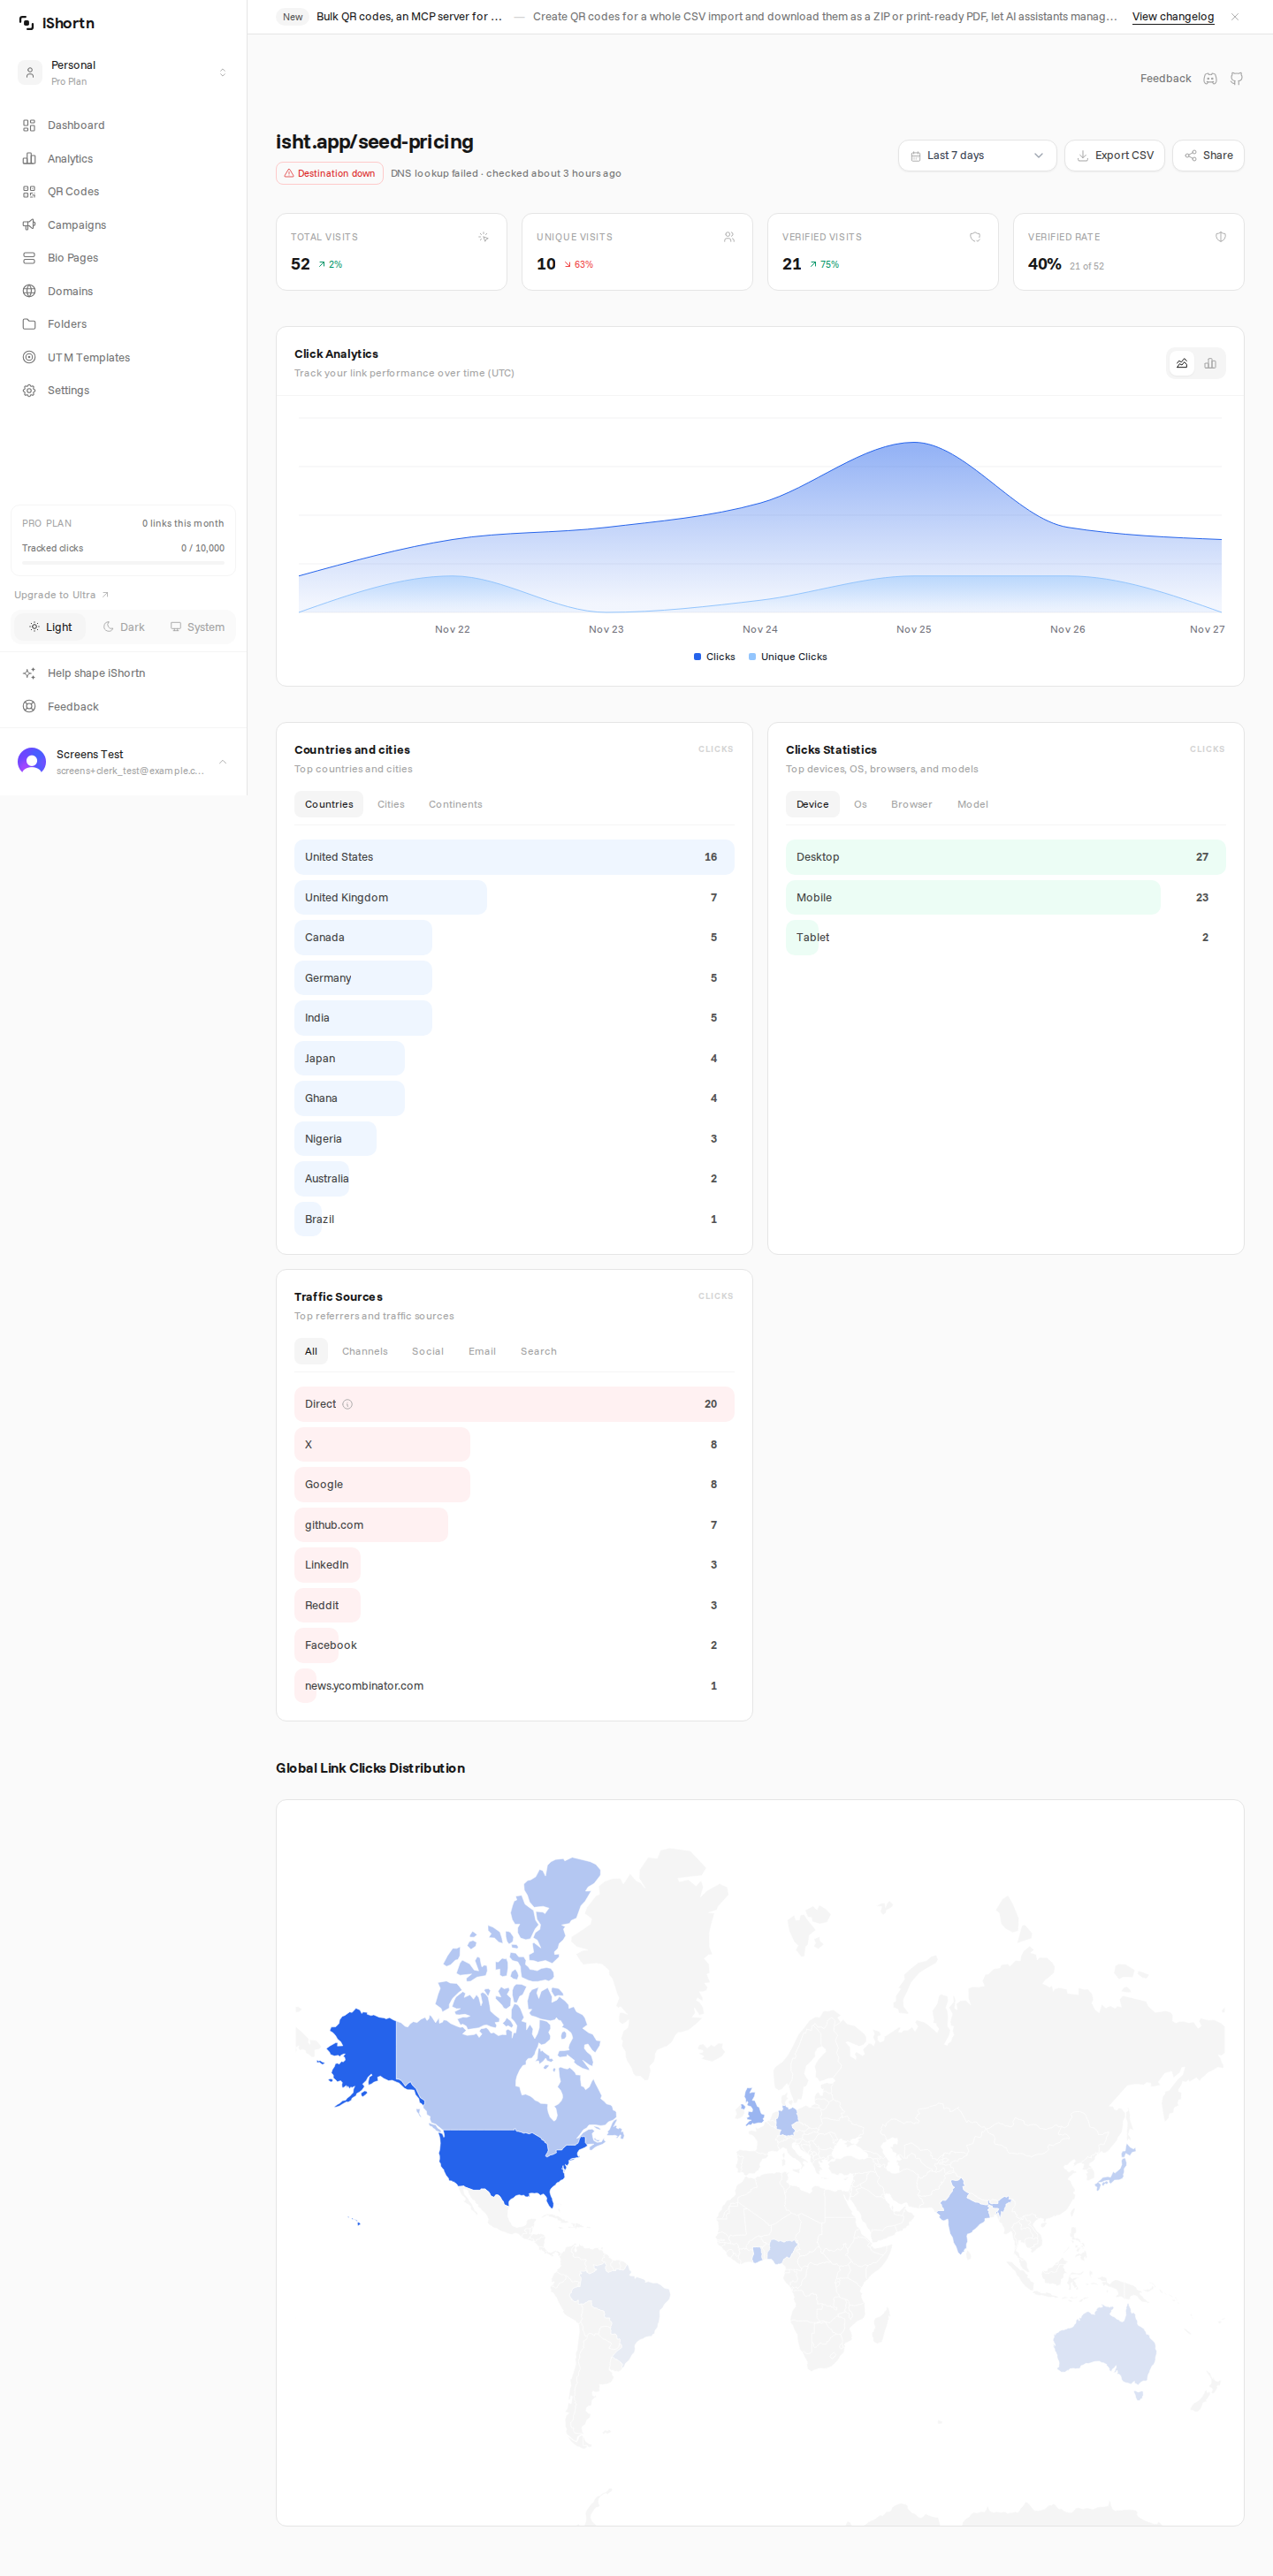 IShortn
Personal
Pro Plan
Dashboard
Analytics
QR Codes
Campaigns
Bio Pages
Domains
Folders
UTM Templates
Settings
PRO PLAN 0 links this month
Tracked clicks 0 / 10,000
Upgrade to Ultra
Light Dark System
Help shape iShortn
Feedback
Screens Test
screens+clerk_test@example.c...
New Bulk QR codes, an MCP server for ... — Create QR codes for a whole CSV import and download them as a ZIP or print-ready PDF, let AI assistants manag... View changelog
Feedback
isht.app/seed-pricing
Destination down DNS lookup failed · checked about 3 hours ago
Last 7 days Export CSV Share
TOTAL VISITS
52 2%
UNIQUE VISITS
10 63%
VERIFIED VISITS
21 75%
VERIFIED RATE
40% 21 of 52
Click Analytics
Track your link performance over time (UTC)
Nov 22 Nov 23 Nov 24 Nov 25 Nov 26 Nov 27
Clicks Unique Clicks
Countries and cities CLICKS
Top countries and cities
Countries Cities Continents
United States 16
United Kingdom 7
Canada 5
Germany 5
India 5
Japan 4
Ghana 4
Nigeria 3
Australia 2
Brazil 1
Clicks Statistics CLICKS
Top devices, OS, browsers, and models
Device Os Browser Model
Desktop 27
Mobile 23
Tablet 2
Traffic Sources CLICKS
Top referrers and traffic sources
All Channels Social Email Search
Direct 20
X 8
Google 8
github.com 7
LinkedIn 3
Reddit 3
Facebook 2
news.ycombinator.com 1
Global Link Clicks Distribution